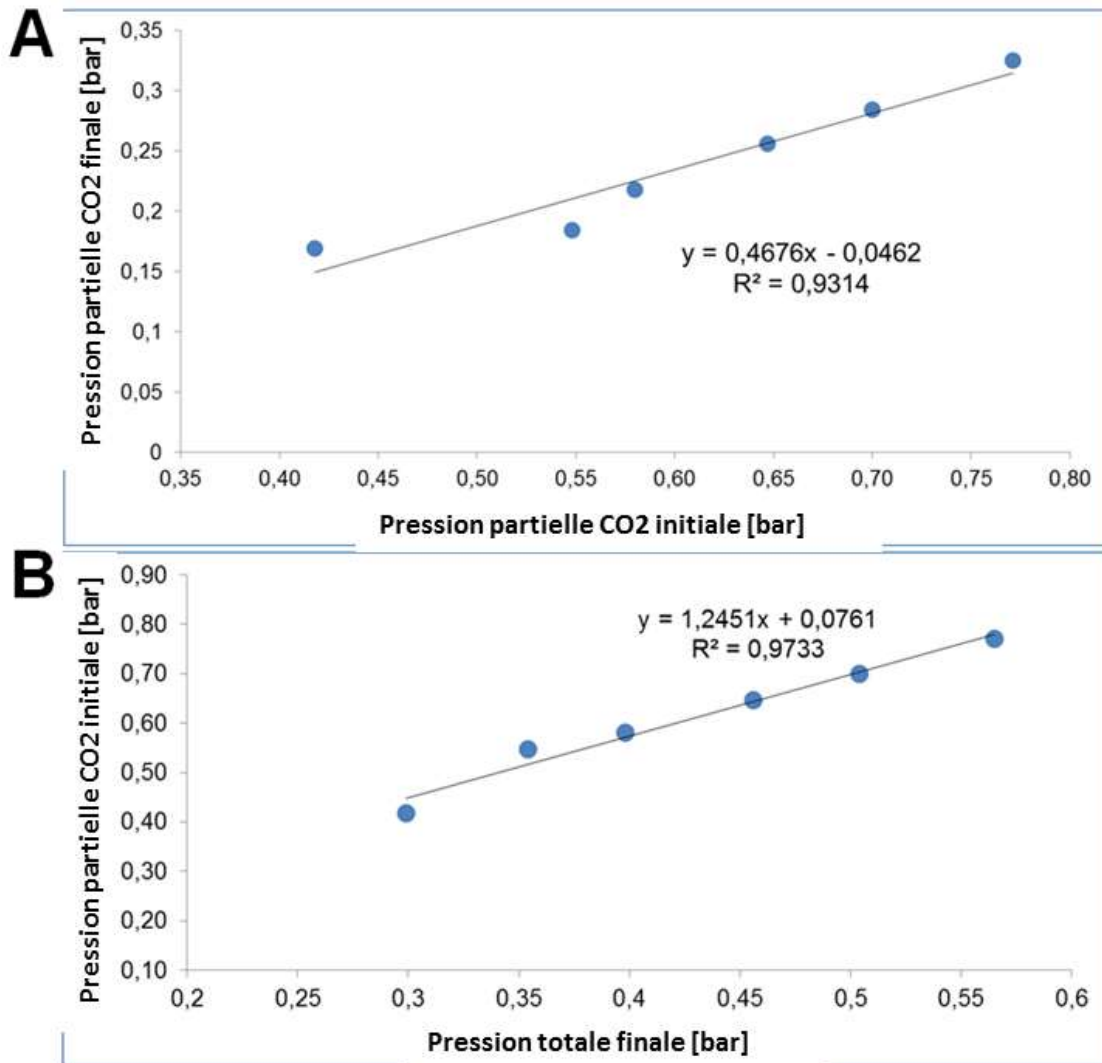 A
Pression partielle CO2 finale [bar]
0,35
0,3
0,25
0,2
0,15
0,1
0,05
0
y = 0,4676x - 0,0462
R² = 0,9314
0,35 0,40 0,45 0,50 0,55 0,60 0,65 0,70 0,75 0,80
Pression partielle CO2 initiale [bar]
B
Pression partielle CO2 initiale [bar]
0,90
0,80
0,70
0,60
0,50
0,40
0,30
0,20
0,10
y = 1,2451x + 0,0761
R² = 0,9733
0,2 0,25 0,3 0,35 0,4 0,45 0,5 0,55 0,6
Pression totale finale [bar]